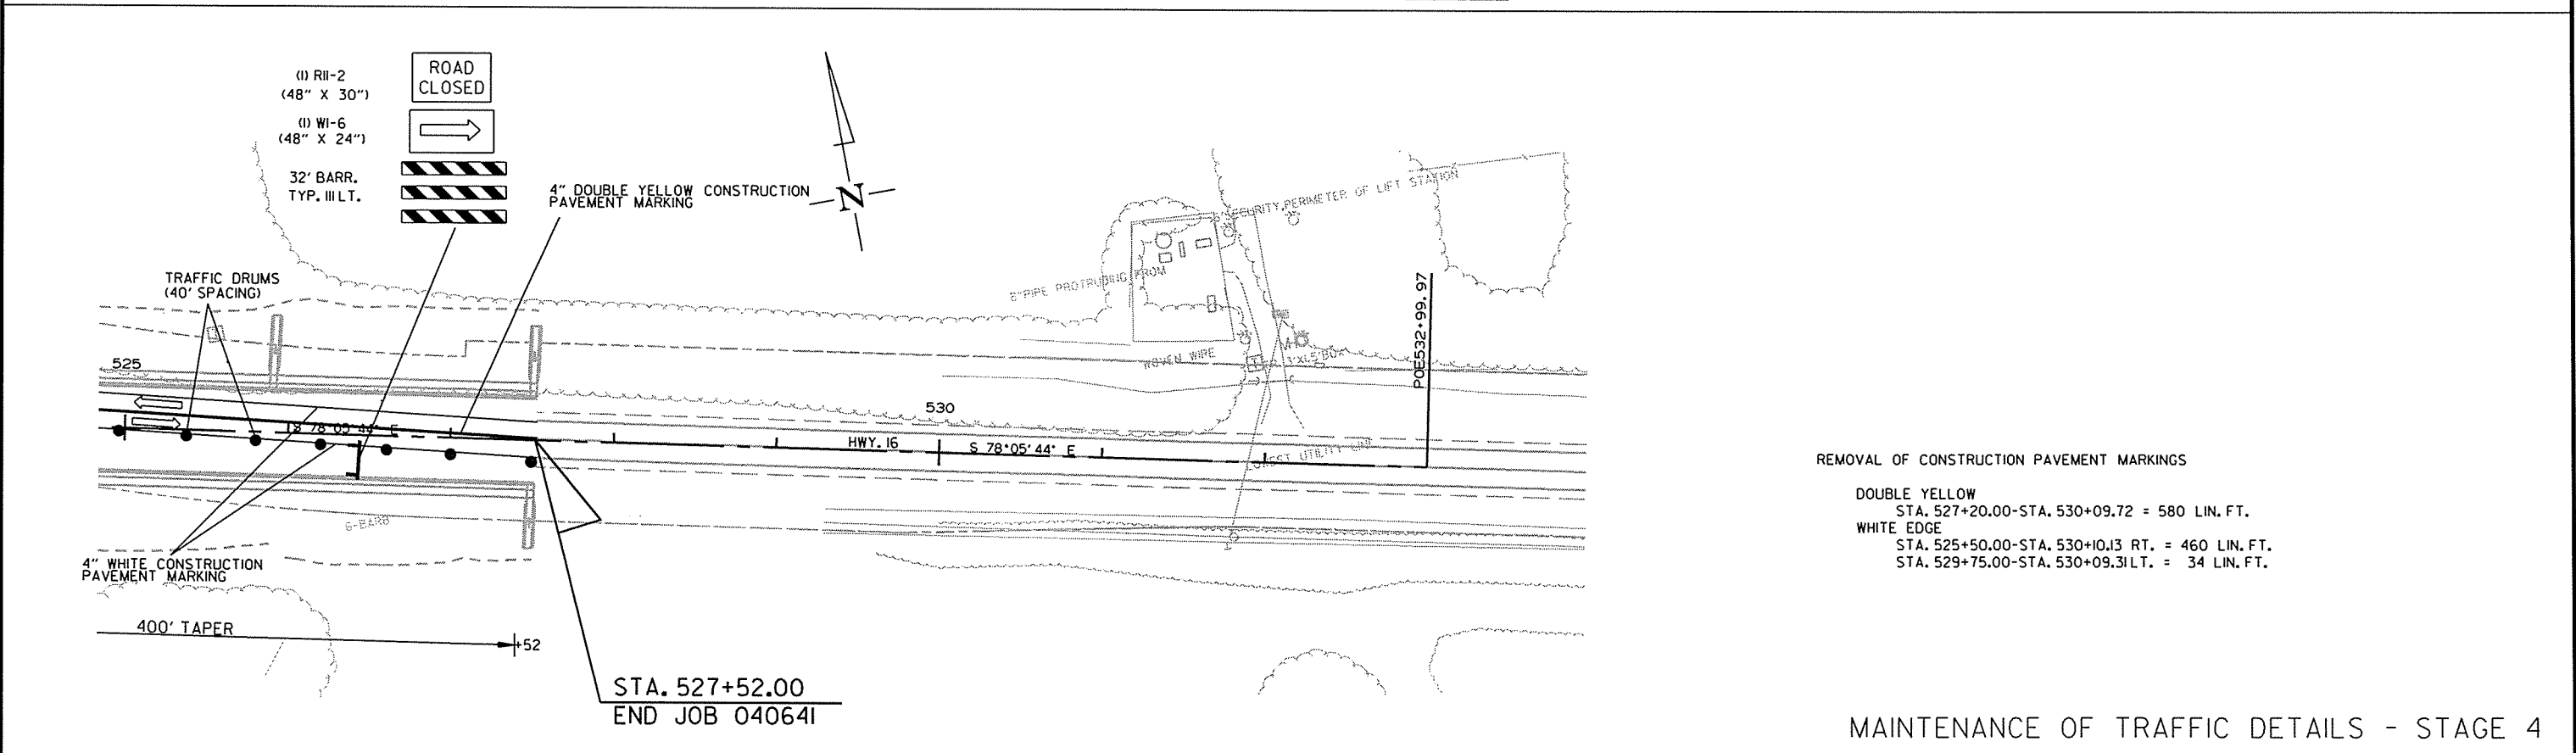 (1) R11-2
(48" X 30")
ROAD
CLOSED
(1) W1-6
(48" X 24")
32' BARR.
TYP. III LT.
4" DOUBLE YELLOW CONSTRUCTION
PAVEMENT MARKING
N
SECURITY PERIMETER OF LIFT STATION
TRAFFIC DRUMS
(40' SPACING)
8" PIPE PROTRUDING FROM
POE 532+99.97
WOVEN WIRE
525
530
S 78°05'44" E
HWY. 16
S 78°05'44" E
UTILITY
6-BARB
4" WHITE CONSTRUCTION
PAVEMENT MARKING
400' TAPER
+52
STA. 527+52.00
END JOB 040641
REMOVAL OF CONSTRUCTION PAVEMENT MARKINGS
DOUBLE YELLOW
STA. 527+20.00-STA. 530+09.72 = 580 LIN. FT.
WHITE EDGE
STA. 525+50.00-STA. 530+10.13 RT. = 460 LIN. FT.
STA. 529+75.00-STA. 530+09.31 LT. = 34 LIN. FT.
MAINTENANCE OF TRAFFIC DETAILS - STAGE 4